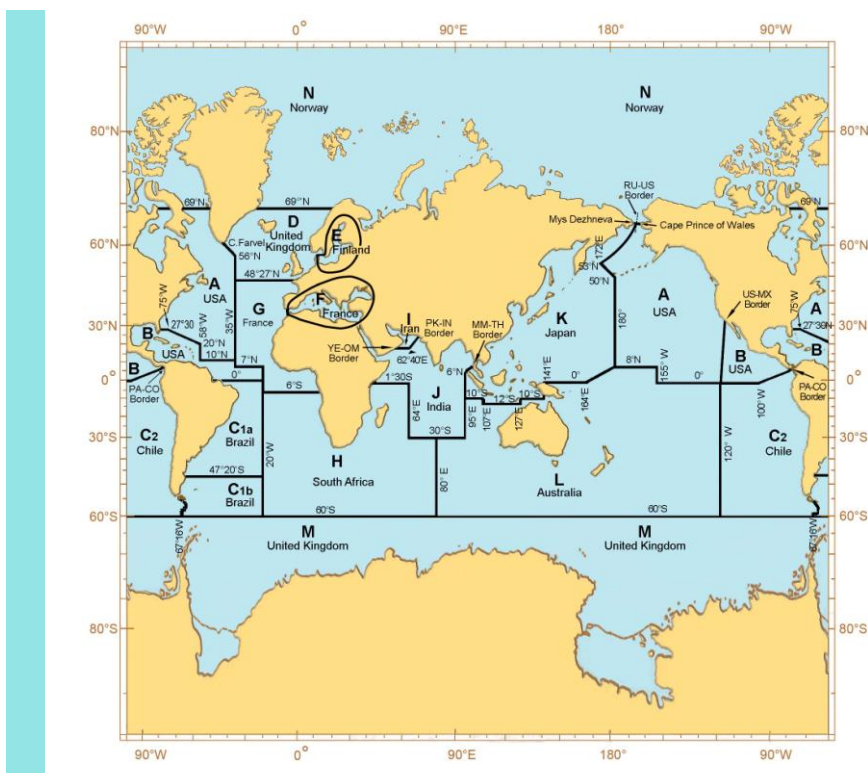 90°W 0° 90°E 180° 90°W
N
Norway
N
Norway
80°N
80°N
RU-US
Border
69°N
69°N
69 N
D
United
Kingdom
E
Finland
Mys Dezhneva
Cape Prince of Wales
60°N
60°N
C.Farvel
56°N
172°E
53°N
50°N
48°27'N
A
USA
75°W
G
France
F
France
I
Iran
PK-IN
Border
MM-TH
Border
K
Japan
A
USA
US-MX
Border
75°W
A
30°N
30°N
27°30
58°W
35°W
180°
B
USA
20°N
10°N
YE-OM
Border
62°40'E
B
7°N
6°N
141°E
8°N
155°W
B
USA
B
0°
0°
0°
6°S
1°30S
10°S
12°S
10°S
0°
164°E
0°
100°W
PA-CO
Border
PA-CO
Border
J
India
64°E
95°E
107°E
127°E
30°S
30°S
30°S
C2
Chile
C1a
Brazil
20°W
H
South Africa
80° E
L
Australia
120° W
C2
Chile
47°20'S
C1b
Brazil
60°S
60°S
60°S
60°S
67°16'W
67°16'W
M
United Kingdom
M
United Kingdom
80°S
80°S
90°W 0° 90°E 180° 90°W